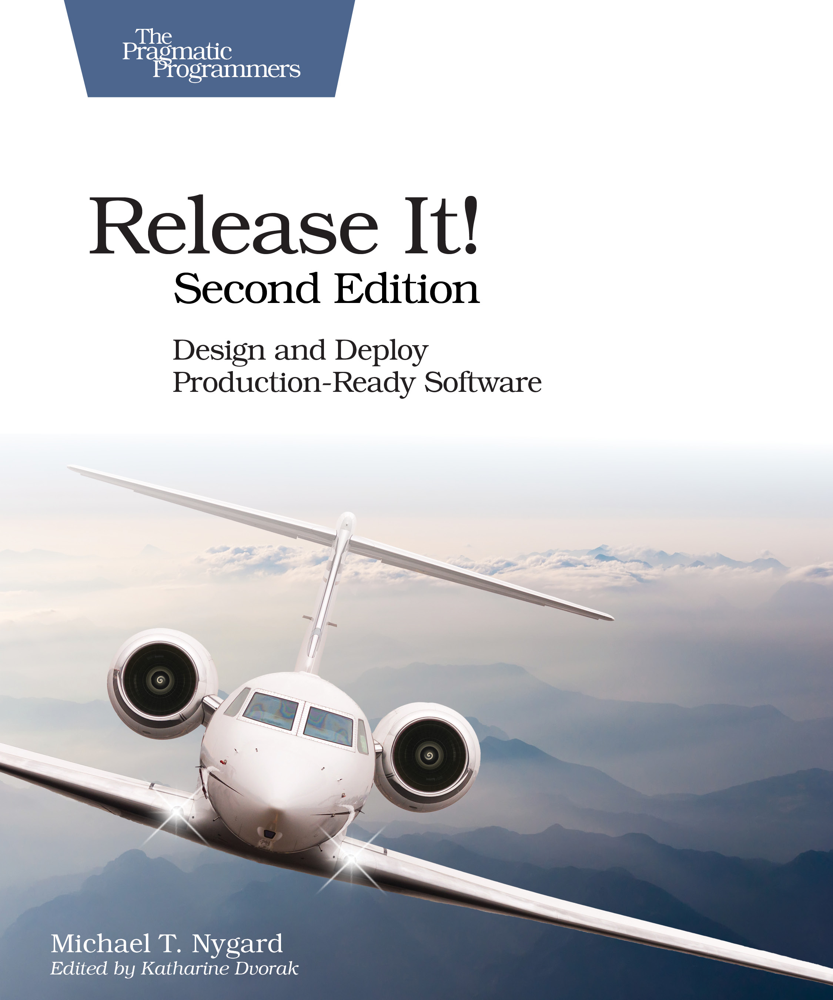 The
Pragmatic
Programmers
Release It!
Second Edition
Design and Deploy
Production-Ready Software
Michael T. Nygard
Edited by Katharine Dvorak